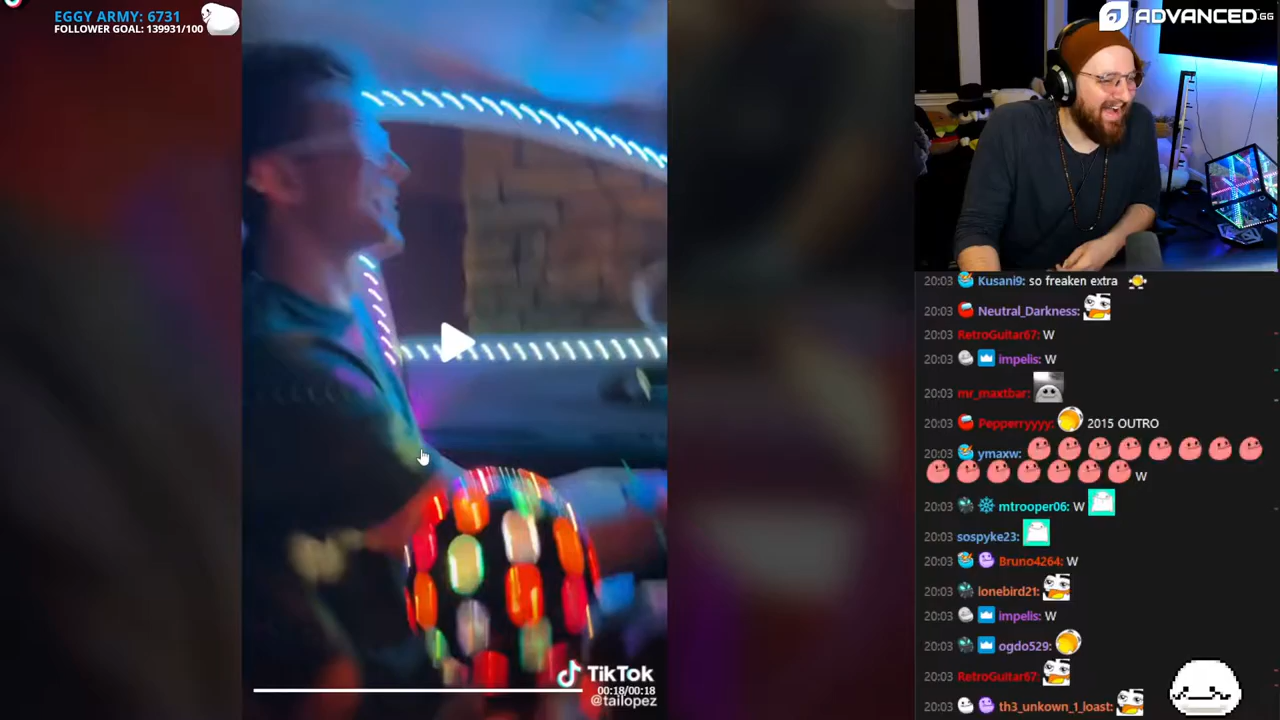 EGGY ARMY: 6731
FOLLOWER GOAL: 139931/100
ADVANCED.GG
20:03 Kusani9: so freaken extra
20:03 Neutral_Darkness:
20:03 RetroGuitar67: W
20:03 impelis: W
20:03 mr_maxtbar:
20:03 Pepperryyyy: 2015 OUTRO
20:03 ymaxw:
W
20:03 mtrooper06: W
20:03 sospyke23:
20:03 Bruno4264: W
20:03 lonebird21:
20:03 impelis: W
20:03 ogdo529:
20:03 RetroGuitar67:
20:03 th3_unkown_1_loast:
TikTok
00:18/00:18
@tailopez